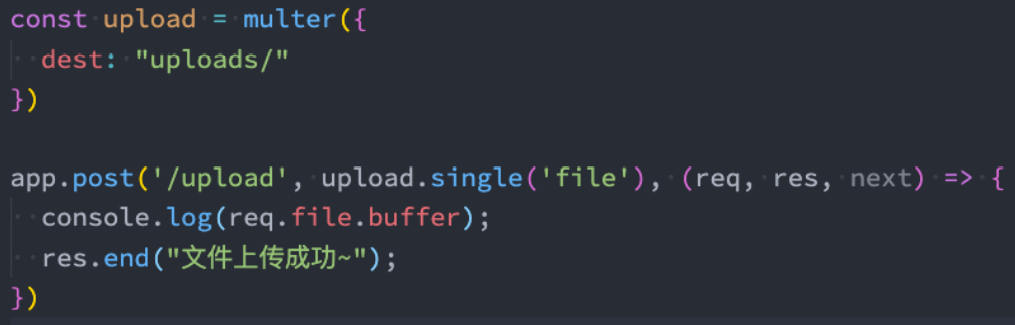 const upload = multer({
  dest: "uploads/"
})

app.post('/upload', upload.single('file'), (req, res, next) => {
  console.log(req.file.buffer);
  res.end("文件上传成功~");
})